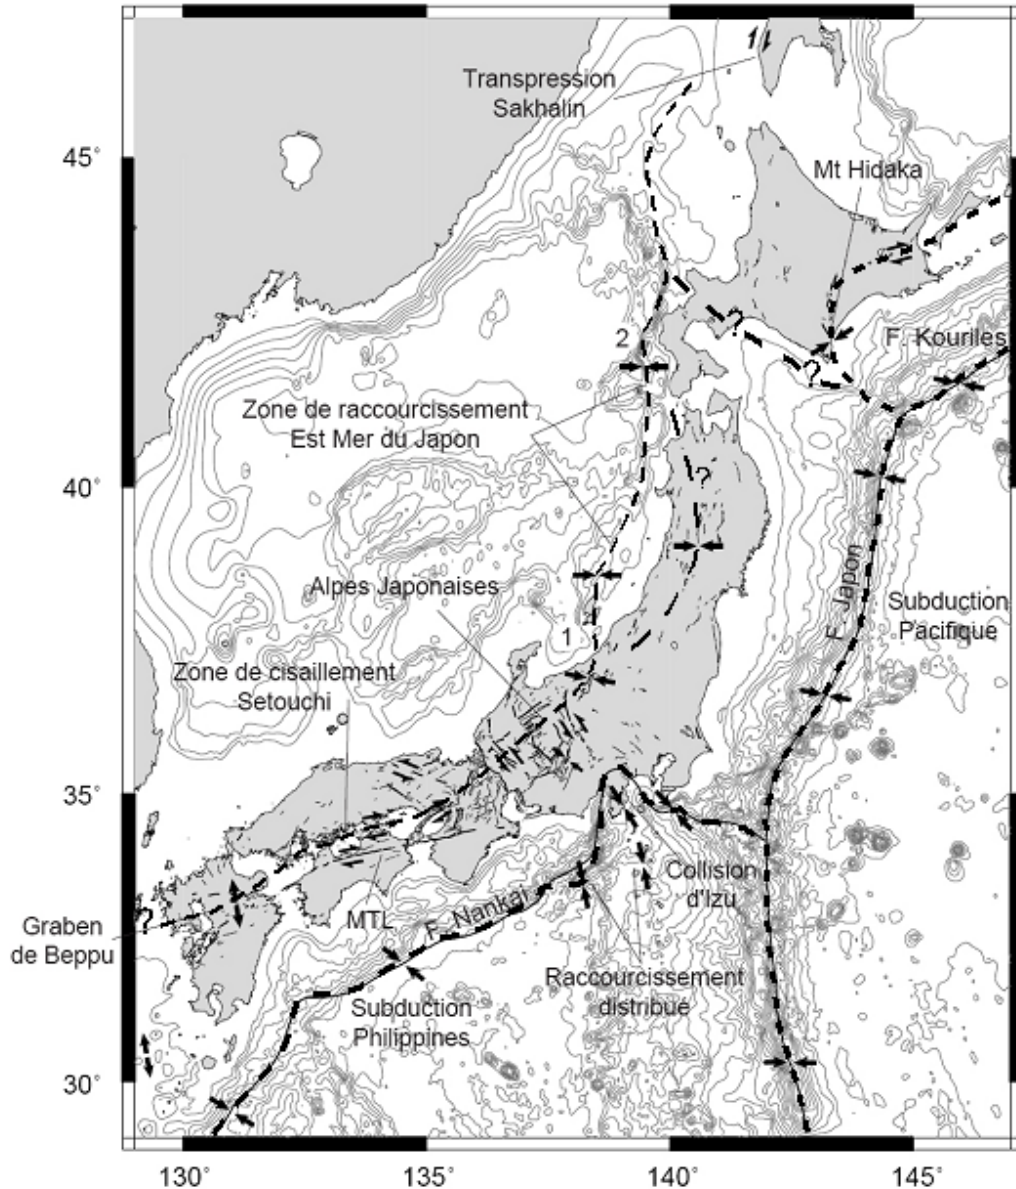 Transpression
Sakhalin
45°
Mt Hidaka
?
F. Kouriles
2
?
Zone de raccourcissement
Est Mer du Japon
40°
?
Alpes Japonaises
F. Japon
Subduction
Pacifique
1
Zone de cisaillement
Setouchi
35°
Collision
d'Izu
MTL
F. Nankai
?
Graben
de Beppu
Raccourcissement
distribué
Subduction
Philippines
30°
130°
135°
140°
145°